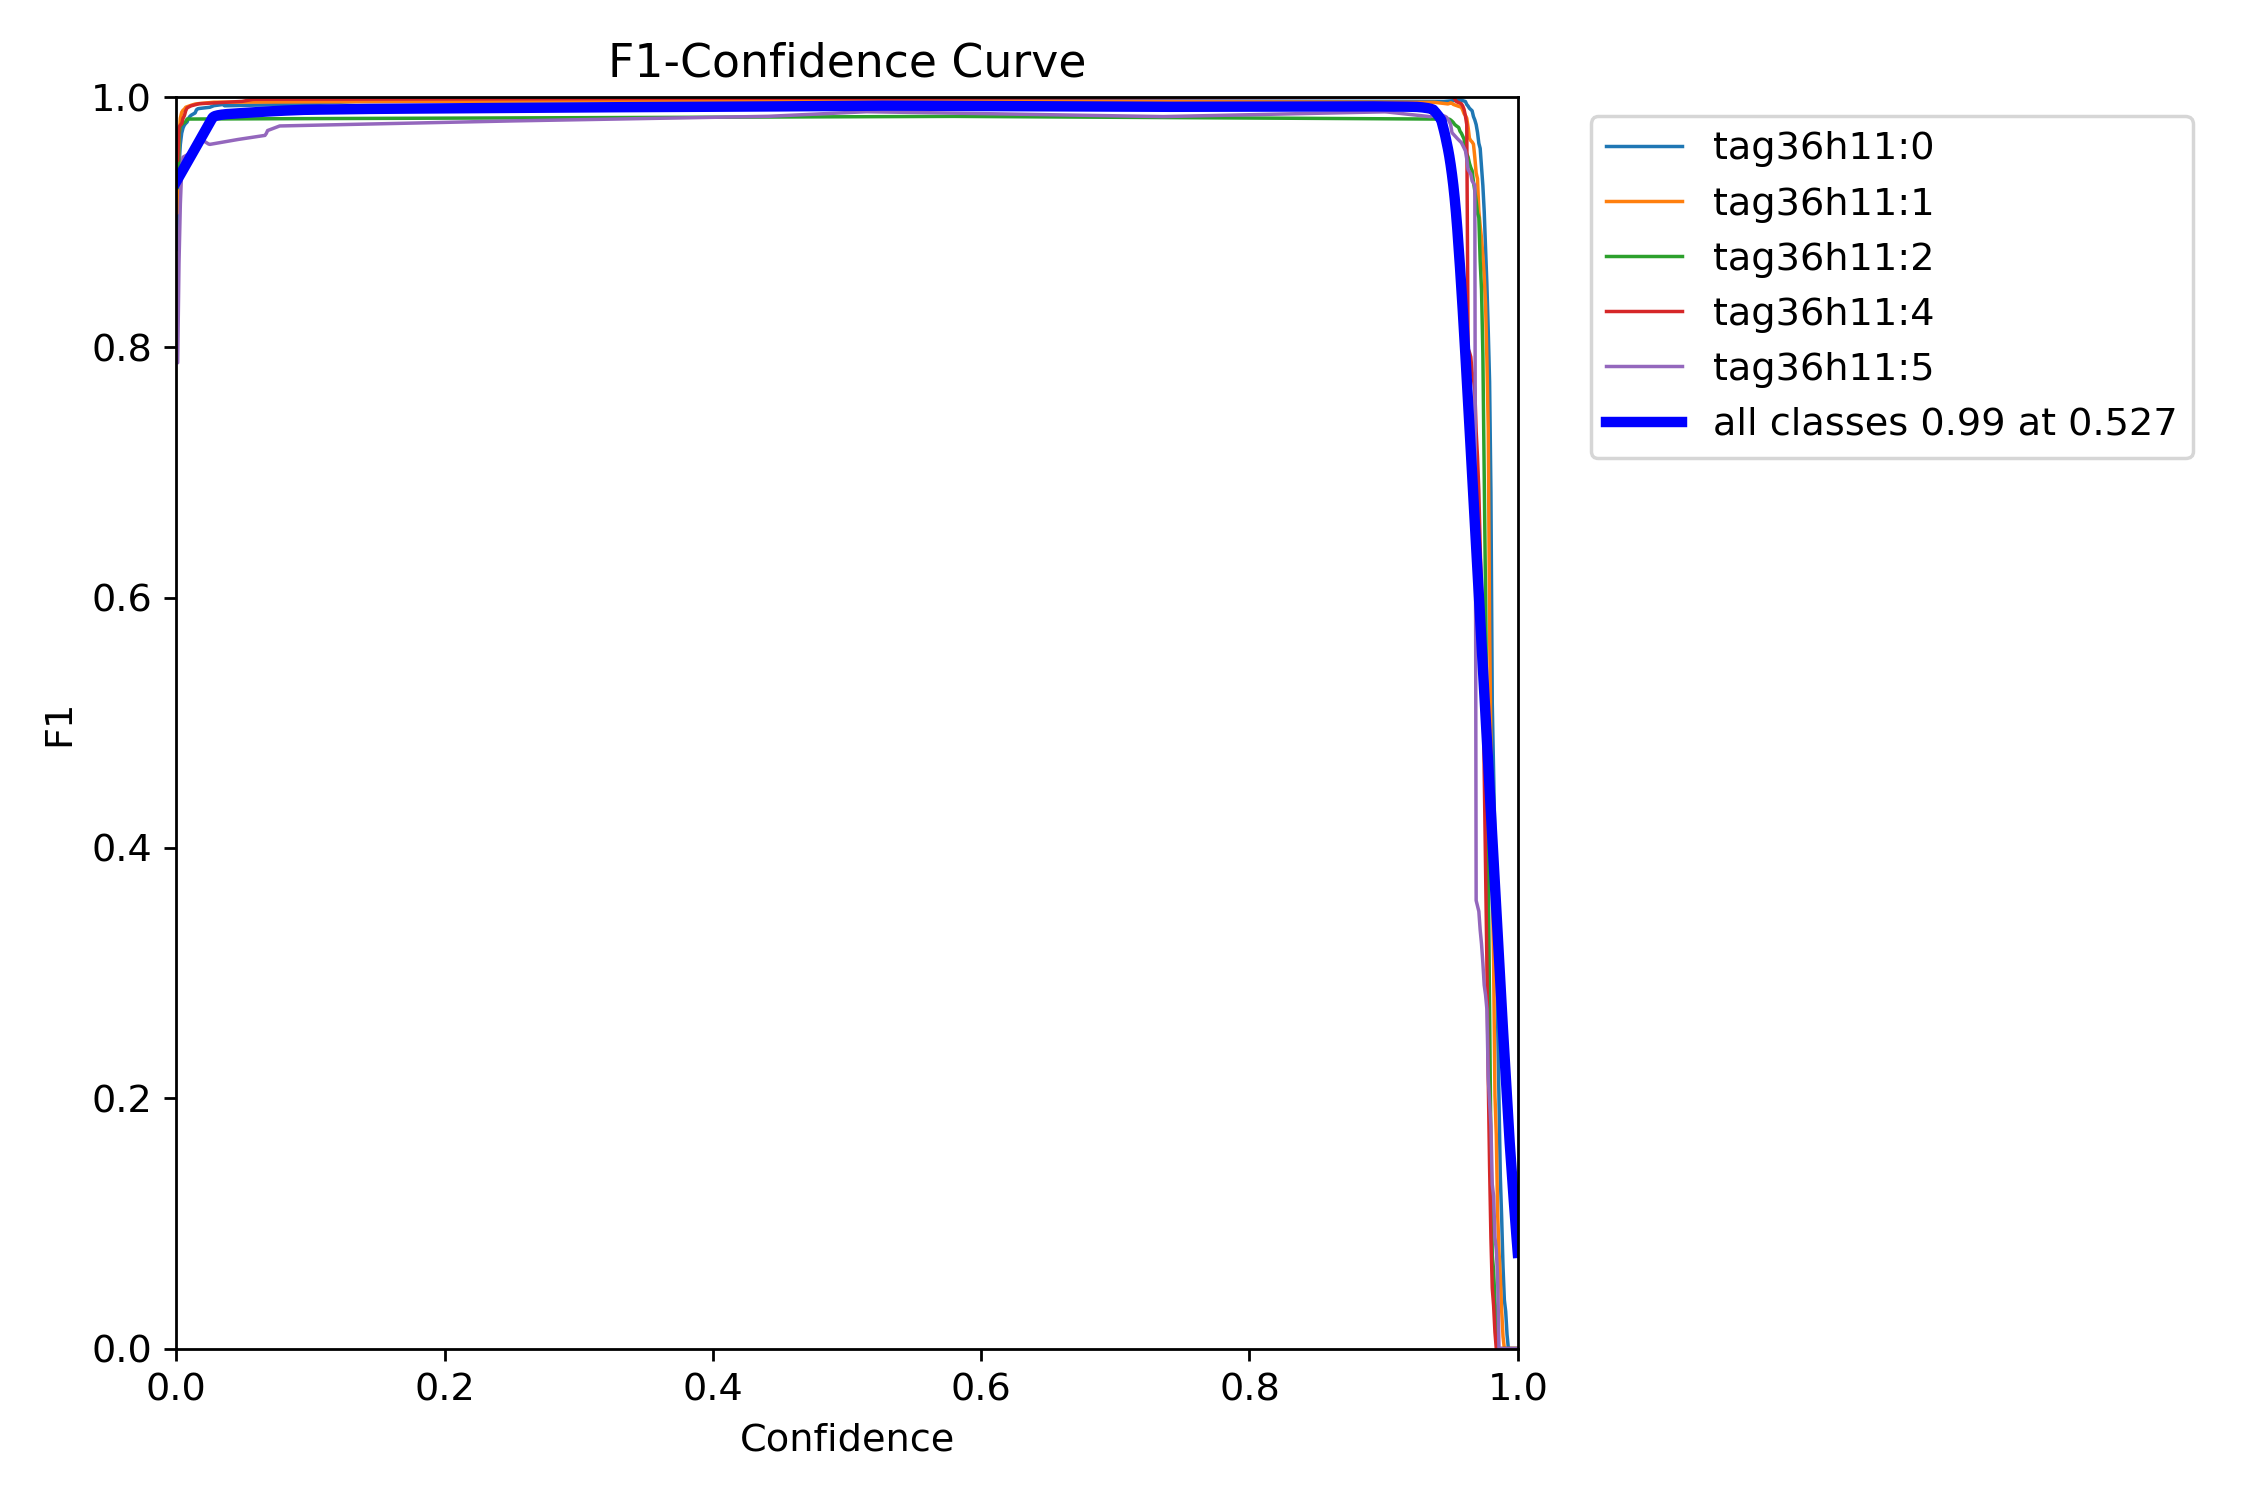 F1-Confidence Curve
1.0
0.8
0.6
0.4
0.2
0.0
F1
0.0 0.2 0.4 0.6 0.8 1.0
Confidence
tag36h11:0
tag36h11:1
tag36h11:2
tag36h11:4
tag36h11:5
all classes 0.99 at 0.527